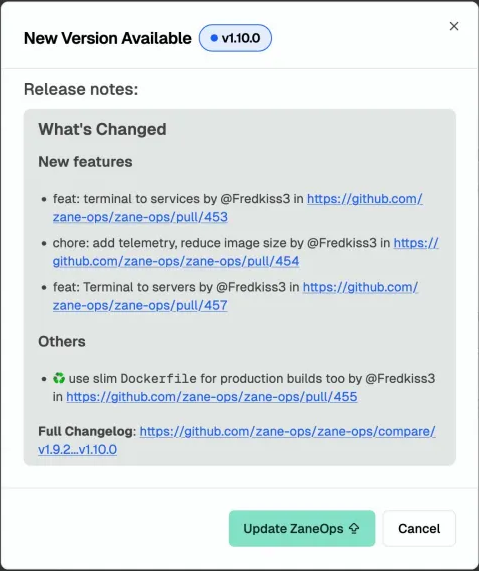 New Version Available
v1.10.0
Release notes:
What's Changed
New features
feat: terminal to services by @Fredkiss3 in https://github.com/
zane-ops/zane-ops/pull/453
chore: add telemetry, reduce image size by @Fredkiss3 in https://
github.com/zane-ops/zane-ops/pull/454
feat: Terminal to servers by @Fredkiss3 in https://github.com/
zane-ops/zane-ops/pull/457
Others
♻️ use slim Dockerfile for production builds too by @Fredkiss3
in https://github.com/zane-ops/zane-ops/pull/455
Full Changelog: https://github.com/zane-ops/zane-ops/compare/
v1.9.2...v1.10.0
Update ZaneOps
Cancel